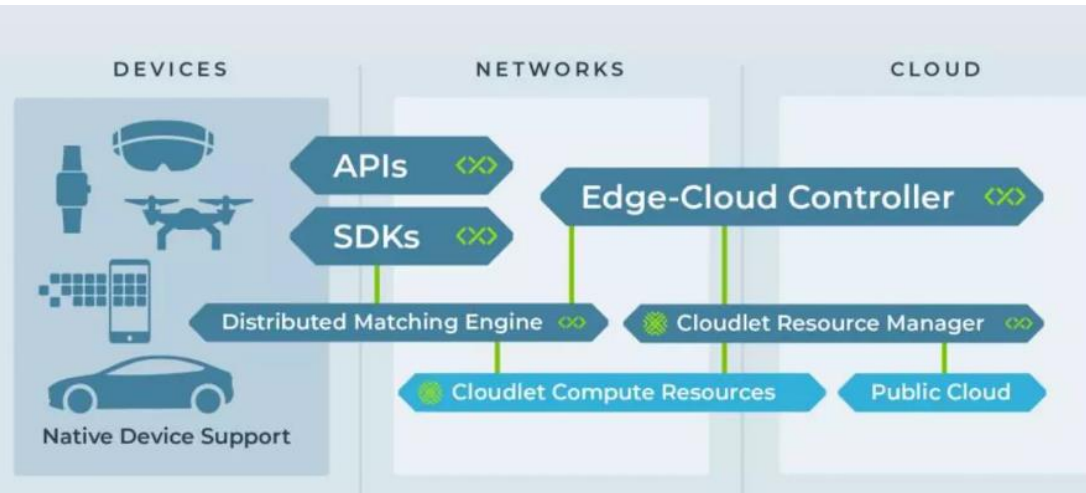 DEVICES
NETWORKS
CLOUD
APIs
SDKs
Edge-Cloud Controller
Distributed Matching Engine
Cloudlet Resource Manager
Cloudlet Compute Resources
Public Cloud
Native Device Support